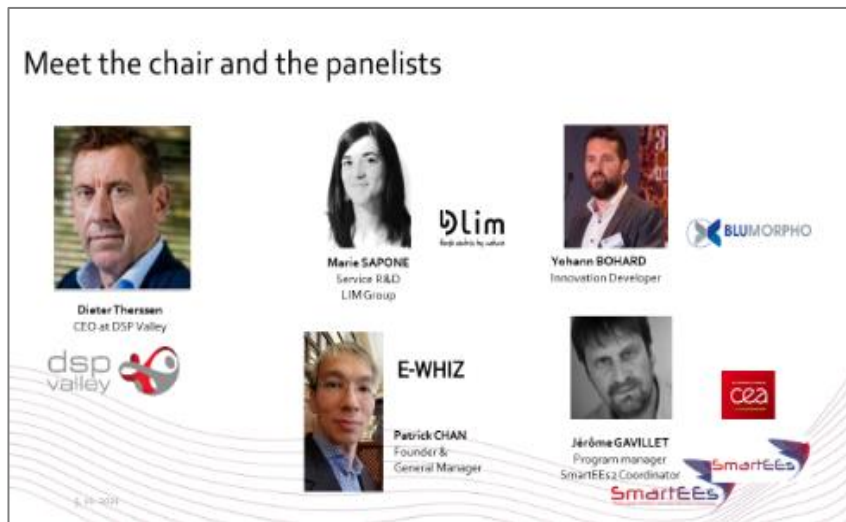 Meet the chair and the panelists
Dieter Therssen
CEO at DSP Valley
dsp
valley
Marie SAPONE
Service R&D
LIM Group
lim
Yohann BOHARD
Innovation Developer
BLUMORPHO
E-WHIZ
Patrick CHAN
Founder &
General Manager
Jérôme GAVILLET
Program manager
SmartEEs2 Coordinator
cea
SmartEEs
SmartEEs